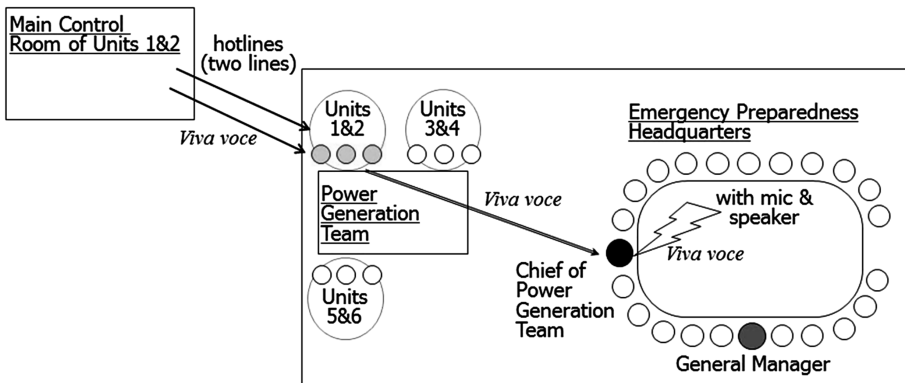 Main Control
Room of Units 1&2
hotlines
(two lines)
Viva voce
Units
1&2
Units
3&4
Power
Generation
Team
Units
5&6
Viva voce
Emergency Preparedness
Headquarters
with mic &
speaker
Viva voce
Chief of
Power
Generation
Team
General Manager